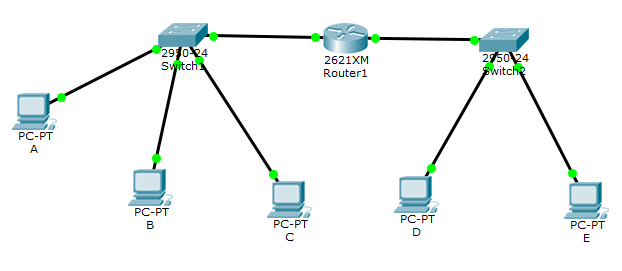 2950-24
Switch1
2621XM
Router1
2950-24
Switch2
PC-PT
A
PC-PT
B
PC-PT
C
PC-PT
D
PC-PT
E